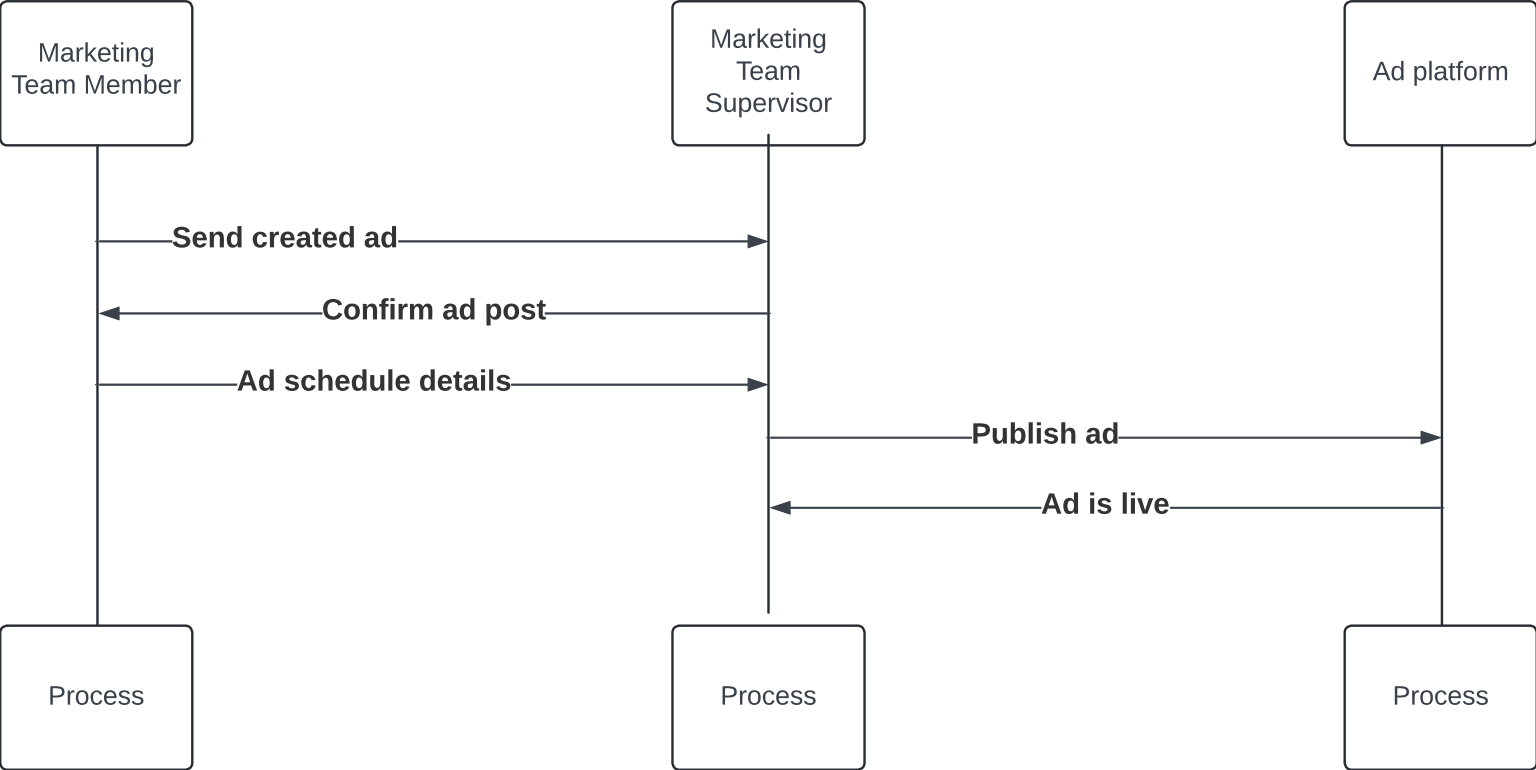 Marketing
Team Member
Marketing
Team
Supervisor
Ad platform
Send created ad
Confirm ad post
Ad schedule details
Publish ad
Ad is live
Process
Process
Process